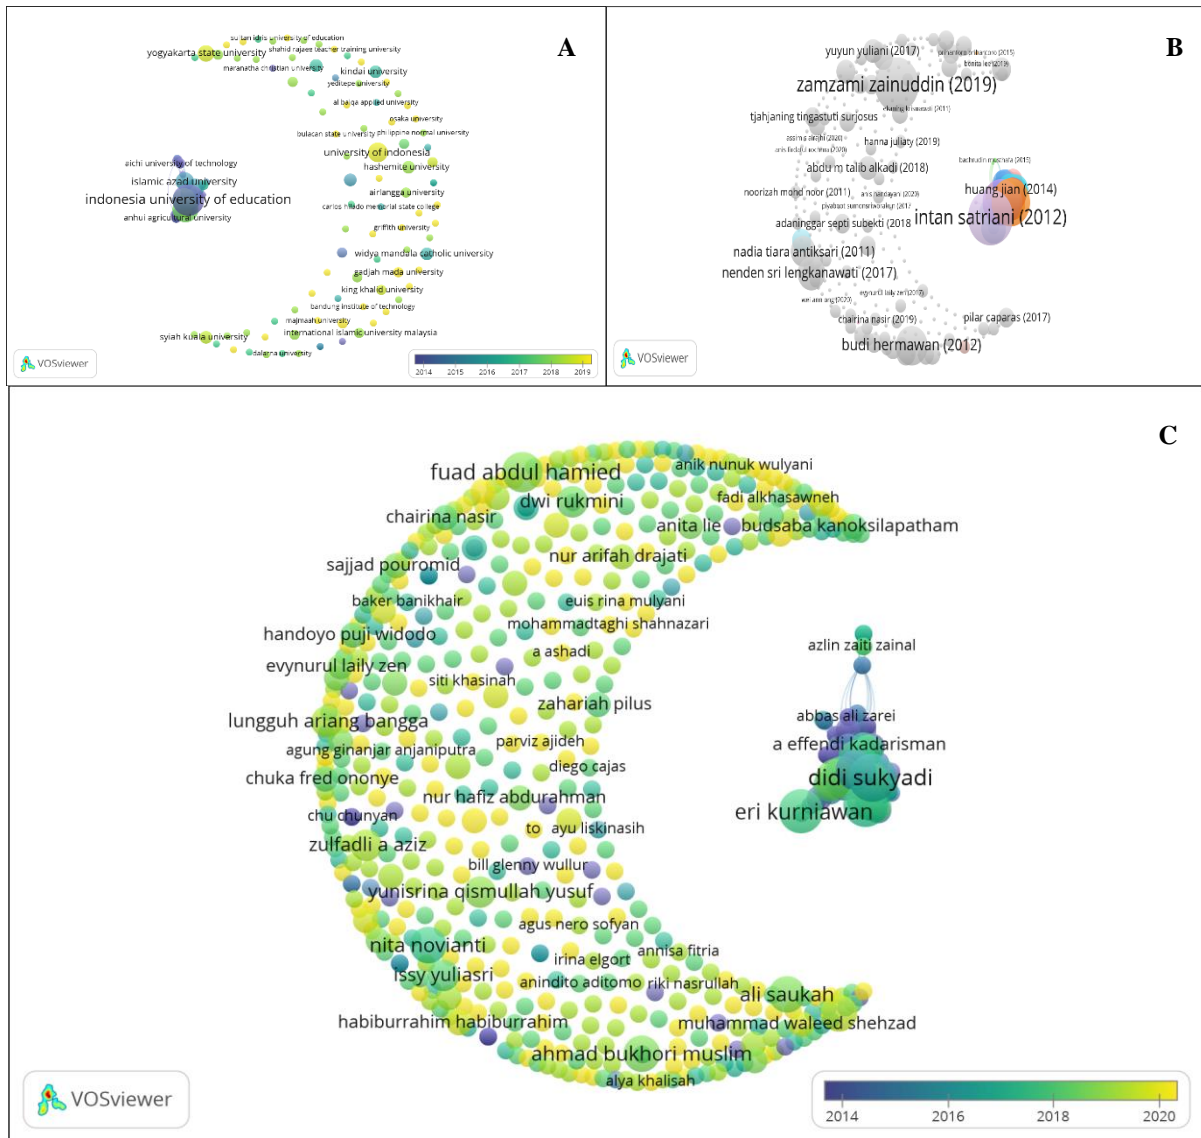 A
sultan idris university of education
yogyakarta state university
shahid rajaee teacher training university
maranatha christian university
kindai university
yeditepe university
al balqa applied university
osaka university
bulacan state university
philippine normal university
university of indonesia
hashemite university
aichi university of technology
islamic azad university
indonesia university of education
anhui agricultural university
airlangga university
carlos hilado memorial state college
griffith university
widya mandala catholic university
gadjah mada university
king khalid university
bandung institute of technology
majmaah university
international islamic university malaysia
syiah kuala university
dalarna university
VOSviewer
2014 2015 2016 2017 2018 2019
B
yuyun yuliani (2017)
zamzami zainuddin (2019)
tjahjaning tingastuti surjosus
hanna juliaty (2019)
abdu m talib alkadi (2018)
noorizah mohd noor (2011)
adaninggar septi subekti (2018
huang jian (2014)
intan satriani (2012)
nadia tiara antiksari (2011)
nenden sri lengkanawati (2017)
evynurul laily zen (2017)
chairina nasir (2019)
pilar caparas (2017)
budi hermawan (2012)
VOSviewer
C
fuad abdul hamied
anik nunuk wulyani
dwi rukmini
fadi alkhasawneh
chairina nasir
anita lie
budsaba kanoksilapatham
nur arifah drajati
sajjad pouromid
baker banikhair
euis rina mulyani
mohammadtaghi shahnazari
handoyo puji widodo
a ashadi
azlin zaiti zainal
evynurul laily zen
siti khasinah
zahariah pilus
lungguh ariang bangga
abbas ali zarei
parviz ajideh
a effendi kadarisman
agung ginanjar anjaniputra
diego cajas
chuka fred ononye
didi sukyadi
nur hafiz abdurahman
eri kurniawan
chu chunyan
to
ayu liskinasih
zulfadli a aziz
bill glenny wullur
yunisrina qismullah yusuf
agus nero sofyan
nita novianti
irina elgort
annisa fitria
issy yuliasri
anindito aditomo
riki nasrullah
ali saukah
habiburrahim habiburrahim
muhammad waleed shehzad
ahmad bukhori muslim
alya khalisah
VOSviewer
2014 2016 2018 2020